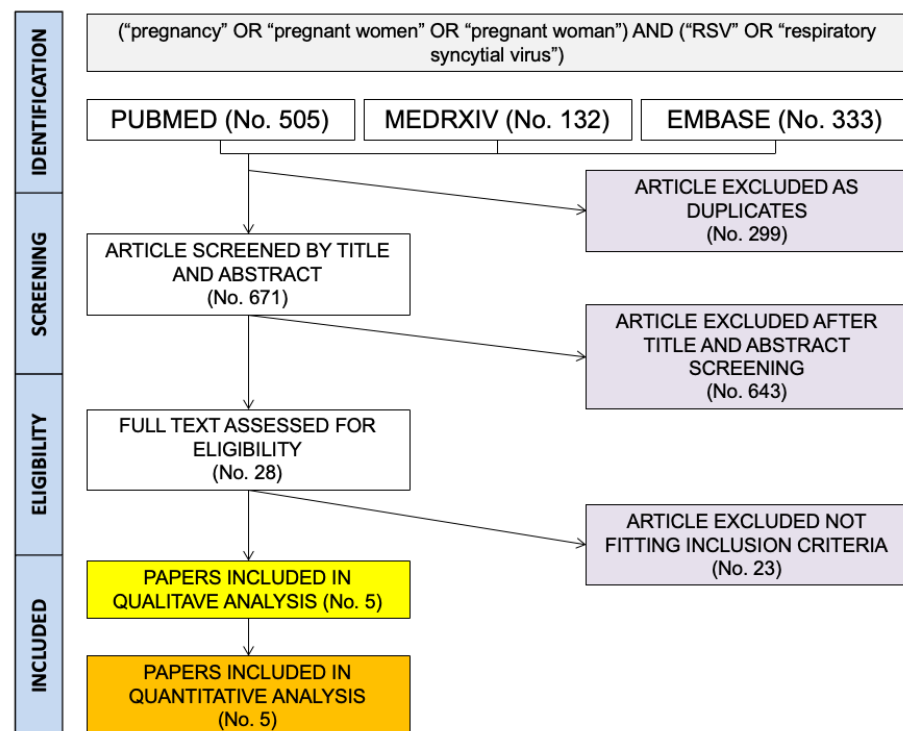 IDENTIFICATION
(“pregnancy” OR “pregnant women” OR “pregnant woman”) AND (“RSV” OR “respiratory
syncytial virus”)
PUBMED (No. 505)
MEDRXIV (No. 132)
EMBASE (No. 333)
ARTICLE EXCLUDED AS
DUPLICATES
(No. 299)
SCREENING
ARTICLE SCREENED BY TITLE
AND ABSTRACT
(No. 671)
ARTICLE EXCLUDED AFTER
TITLE AND ABSTRACT
SCREENING
(No. 643)
ELIGIBILITY
FULL TEXT ASSESSED FOR
ELIGIBILITY
(No. 28)
ARTICLE EXCLUDED NOT
FITTING INCLUSION CRITERIA
(No. 23)
INCLUDED
PAPERS INCLUDED IN
QUALITAVE ANALYSIS (No. 5)
PAPERS INCLUDED IN
QUANTITATIVE ANALYSIS
(No. 5)